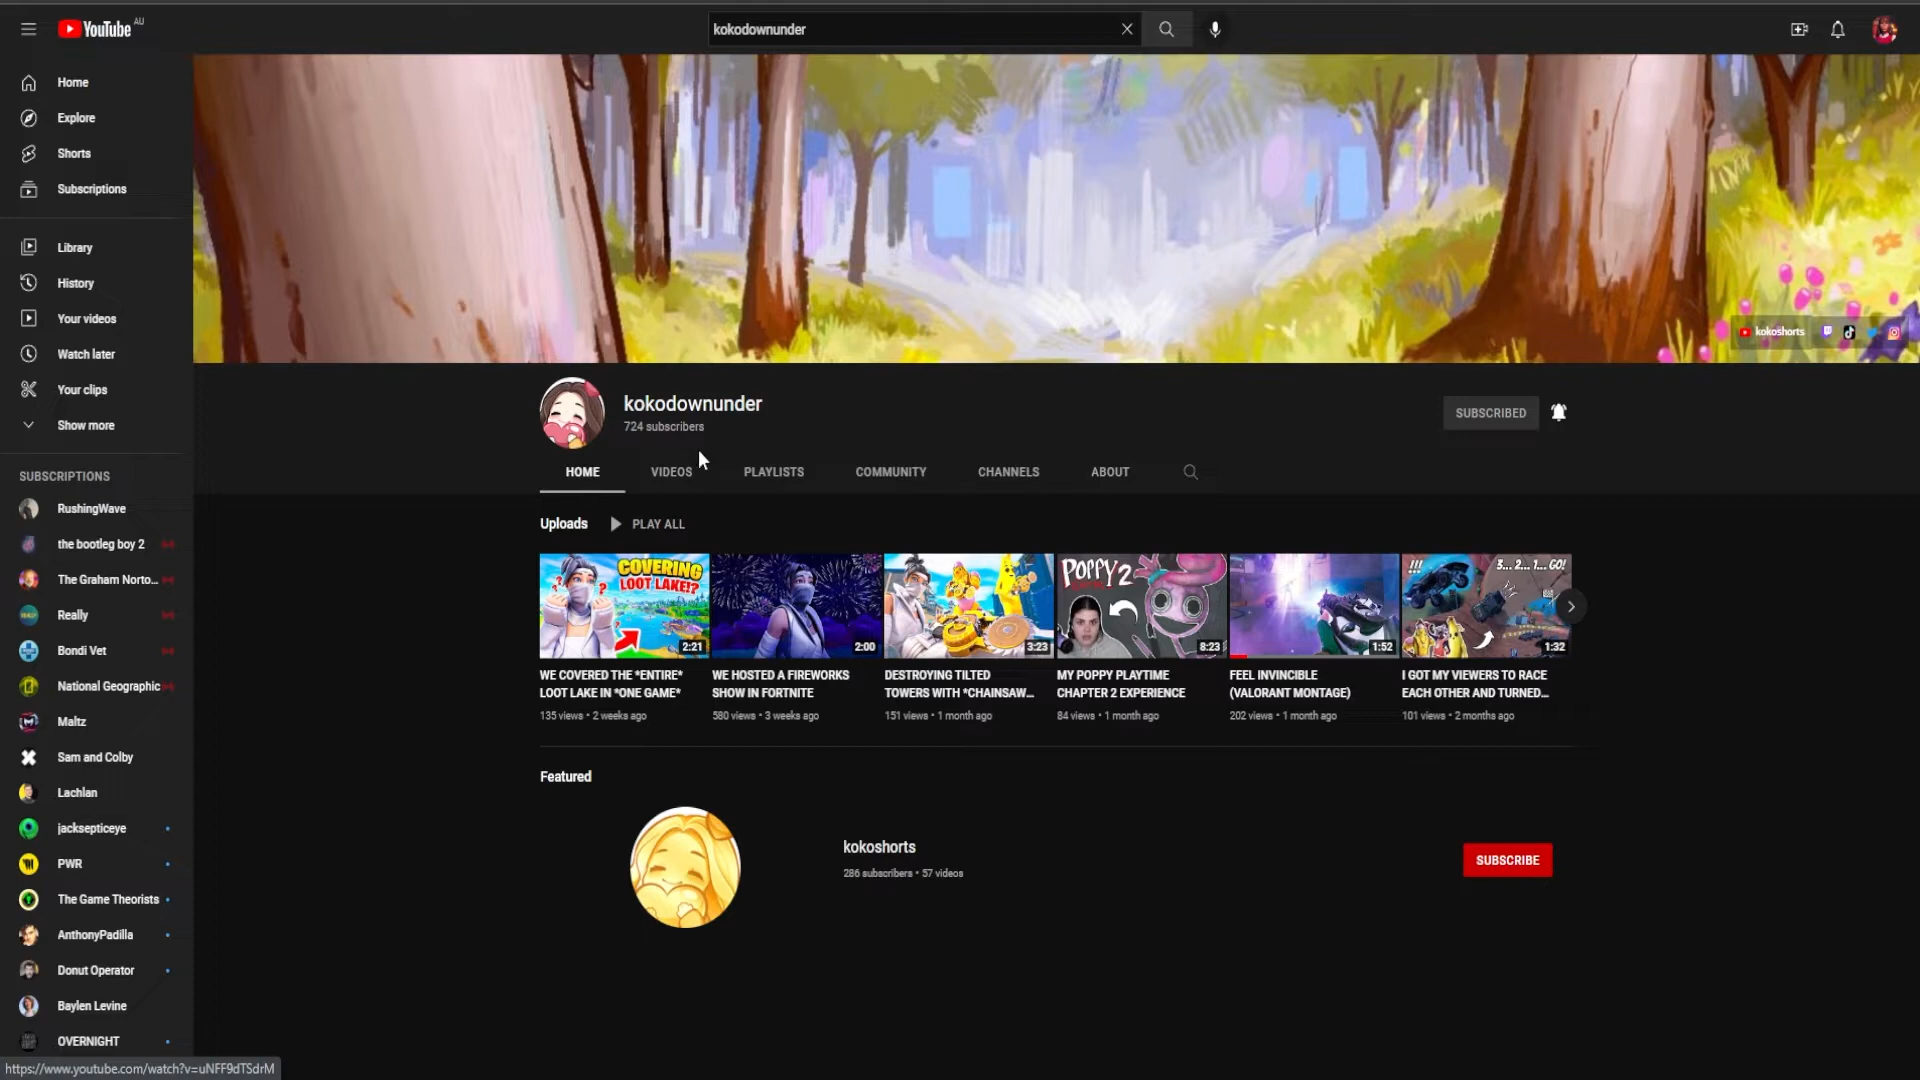 YouTube AU
kokodownunder
Home
Explore
Shorts
Subscriptions
Library
History
Your videos
Watch later
Your clips
Show more
SUBSCRIPTIONS
RushingWave
the bootleg boy 2
The Graham Norto...
Really
Bondi Vet
National Geographic
Maltz
Sam and Colby
Lachlan
jacksepticeye
PWR
The Game Theorists
AnthonyPadilla
Donut Operator
Baylen Levine
OVERNIGHT
https://www.youtube.com/watch?v=uNFF9dTSdrM
kokoshorts
kokodownunder
724 subscribers
SUBSCRIBED
HOME VIDEOS PLAYLISTS COMMUNITY CHANNELS ABOUT
Uploads PLAY ALL
COVERING
LOOT LAKE!?
2:21
WE COVERED THE *ENTIRE*
LOOT LAKE IN *ONE GAME*
135 views • 2 weeks ago
2:00
WE HOSTED A FIREWORKS
SHOW IN FORTNITE
580 views • 3 weeks ago
3:23
DESTROYING TILTED
TOWERS WITH *CHAINSAW...
151 views • 1 month ago
POPPY 2
8:23
MY POPPY PLAYTIME
CHAPTER 2 EXPERIENCE
84 views • 1 month ago
1:52
FEEL INVINCIBLE
(VALORANT MONTAGE)
202 views • 1 month ago
!!! 3... 2... 1... GO!
1:32
I GOT MY VIEWERS TO RACE
EACH OTHER AND TURNED...
101 views • 2 months ago
Featured
kokoshorts
286 subscribers • 57 videos
SUBSCRIBE